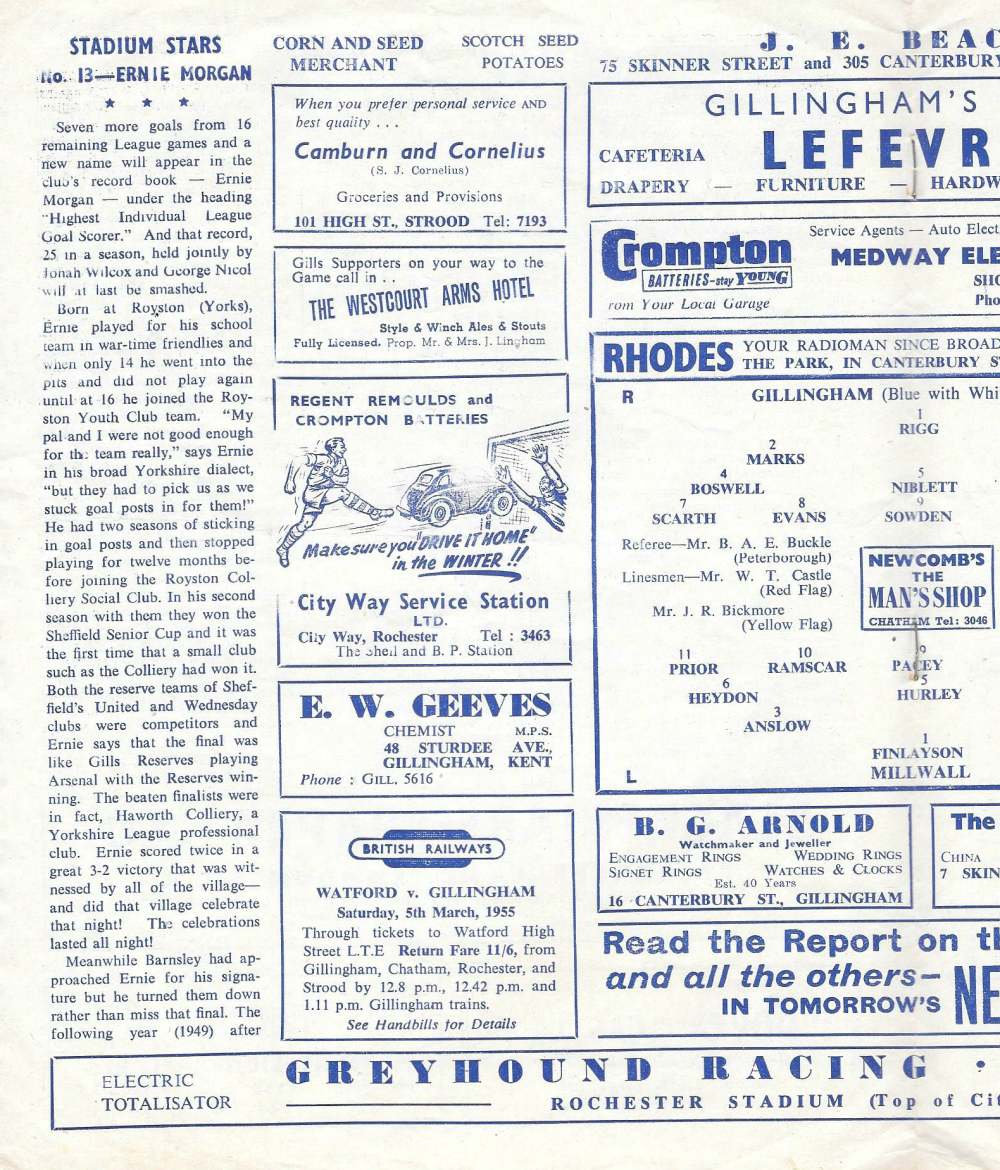 STADIUM STARS
No. 13—ERNIE MORGAN
Seven more goals from 16
remaining League games and a
new name will appear in the
club's record book — Ernie
Morgan — under the heading
"Highest Individual League
Goal Scorer." And that record,
25 in a season, held jointly by
Jonah Wilcox and George Nicol
will at last be smashed.
Born at Royston (Yorks),
Ernie played for his school
team in war-time friendlies and
when only 14 he went into the
pits and did not play again
until at 16 he joined the Roy-
ston Youth Club team. "My
pal and I were not good enough
for the team really," says Ernie
in his broad Yorkshire dialect,
"but they had to pick us as we
stuck goal posts in for them!"
He had two seasons of sticking
in goal posts and then stopped
playing for twelve months be-
fore joining the Royston Col-
liery Social Club. In his second
season with them they won the
Sheffield Senior Cup and it was
the first time that a small club
such as the Colliery had won it.
Both the reserve teams of Shef-
field's United and Wednesday
clubs were competitors and
Ernie says that the final was
like Gills Reserves playing
Arsenal with the Reserves win-
ning. The beaten finalists were
in fact, Haworth Colliery, a
Yorkshire League professional
club. Ernie scored twice in a
great 3-2 victory that was wit-
nessed by all of the village—
and did that village celebrate
that night! The celebrations
lasted all night!
Meanwhile Barnsley had ap-
proached Ernie for his signa-
ture but he turned them down
rather than miss that final. The
following year (1949) after
CORN AND SEED SCOTCH SEED
MERCHANT POTATOES
When you prefer personal service AND
best quality . . .
Camburn and Cornelius
(S. J. Cornelius)
Groceries and Provisions
101 HIGH ST., STROOD Tel: 7193
Gills Supporters on your way to the
Game call in . .
THE WESTCOURT ARMS HOTEL
Style & Winch Ales & Stouts
Fully Licensed. Prop. Mr. & Mrs. J. Lingham
REGENT REMOULDS and
CROMPTON BATTERIES
Make sure you "DRIVE IT HOME"
in the WINTER !!
City Way Service Station
LTD.
City Way, Rochester Tel : 3463
The Shell and B. P. Station
E. W. GEEVES
CHEMIST M.P.S.
48 STURDEE AVE.,
GILLINGHAM, KENT
Phone : GILL. 5616
BRITISH RAILWAYS
WATFORD v. GILLINGHAM
Saturday, 5th March, 1955
Through tickets to Watford High
Street L.T.E Return Fare 11/6, from
Gillingham, Chatham, Rochester, and
Strood by 12.8 p.m., 12.42 p.m. and
1.11 p.m. Gillingham trains.
See Handbills for Details
J. E. BEAC
75 SKINNER STREET and 305 CANTERBURY
GILLINGHAM'S
LEFEVR
CAFETERIA
DRAPERY — FURNITURE — HARDW
Crompton
BATTERIES-stay YOUNG
rom Your Local Garage
Service Agents — Auto Elect
MEDWAY ELE
SHO
Pho
RHODES YOUR RADIOMAN SINCE BROAD
THE PARK, IN CANTERBURY S
R GILLINGHAM (Blue with Whi
1
RIGG
2
MARKS
4 5
BOSWELL NIBLETT
7 8 9
SCARTH EVANS SOWDEN
Referee—Mr. B. A. E. Buckle
(Peterborough)
Linesmen—Mr. W. T. Castle
(Red Flag)
Mr. J. R. Bickmore
(Yellow Flag)
NEWCOMB'S
THE
MAN'S SHOP
CHATHAM Tel: 3046
11 10 9
PRIOR RAMSCAR PACEY
6 5
HEYDON HURLEY
3
ANSLOW
1
FINLAYSON
L MILLWALL
B. G. ARNOLD
Watchmaker and Jeweller
ENGAGEMENT RINGS WEDDING RINGS
SIGNET RINGS WATCHES & CLOCKS
Est. 40 Years
16 CANTERBURY ST., GILLINGHAM
The
CHINA
7 SKIN
Read the Report on th
and all the others—
IN TOMORROW'S NE
ELECTRIC
TOTALISATOR
GREYHOUND RACING ·
ROCHESTER STADIUM (Top of Cit